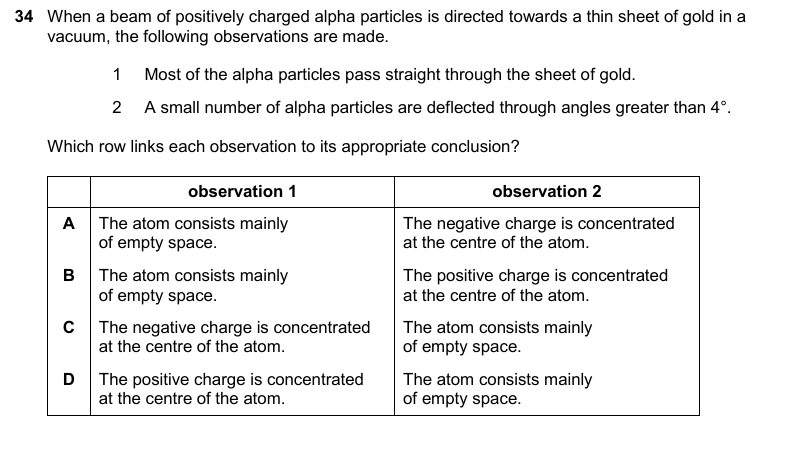 34 When a beam of positively charged alpha particles is directed towards a thin sheet of gold in a
vacuum, the following observations are made.
1 Most of the alpha particles pass straight through the sheet of gold.
2 A small number of alpha particles are deflected through angles greater than 4°.
Which row links each observation to its appropriate conclusion?
observation 1 observation 2
A The atom consists mainly The negative charge is concentrated
of empty space. at the centre of the atom.
B The atom consists mainly The positive charge is concentrated
of empty space. at the centre of the atom.
C The negative charge is concentrated The atom consists mainly
at the centre of the atom. of empty space.
D The positive charge is concentrated The atom consists mainly
at the centre of the atom. of empty space.